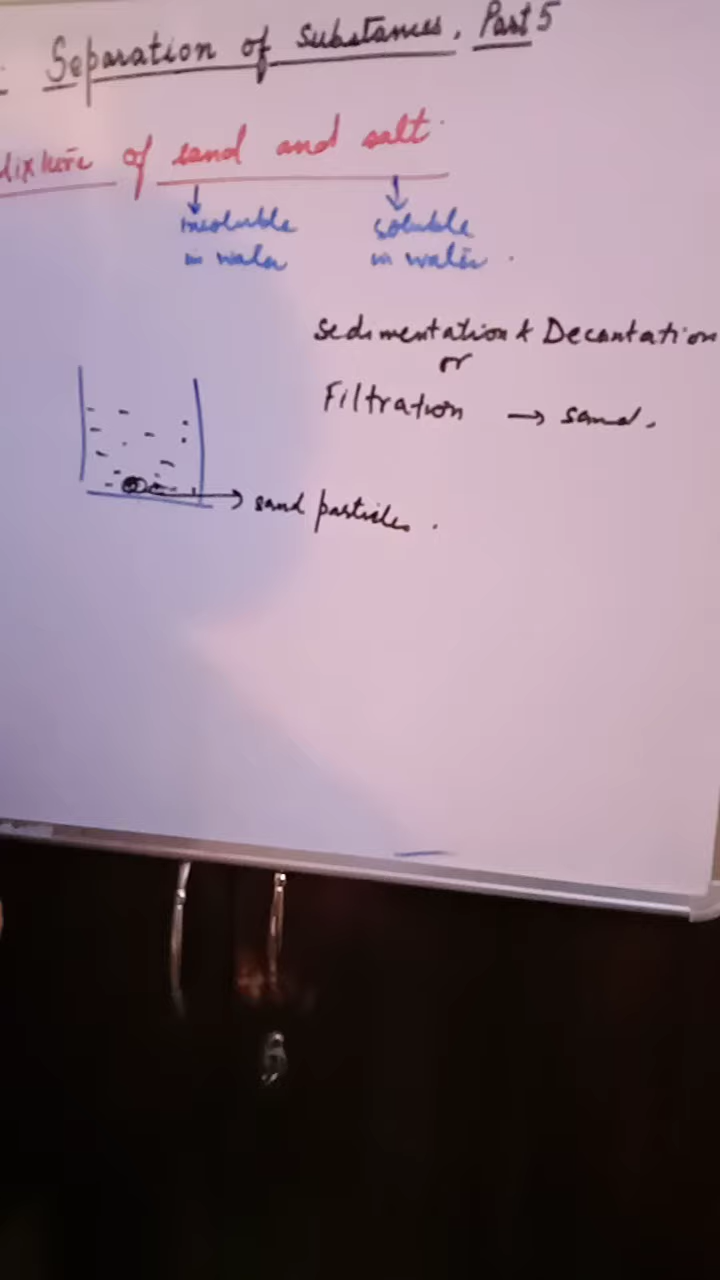 : Separation of Substances, Part 5
Mixture of sand and salt.
insoluble in water
soluble in water.
Sedimentation & Decantation
or
Filtration → sand.
→ sand particles.